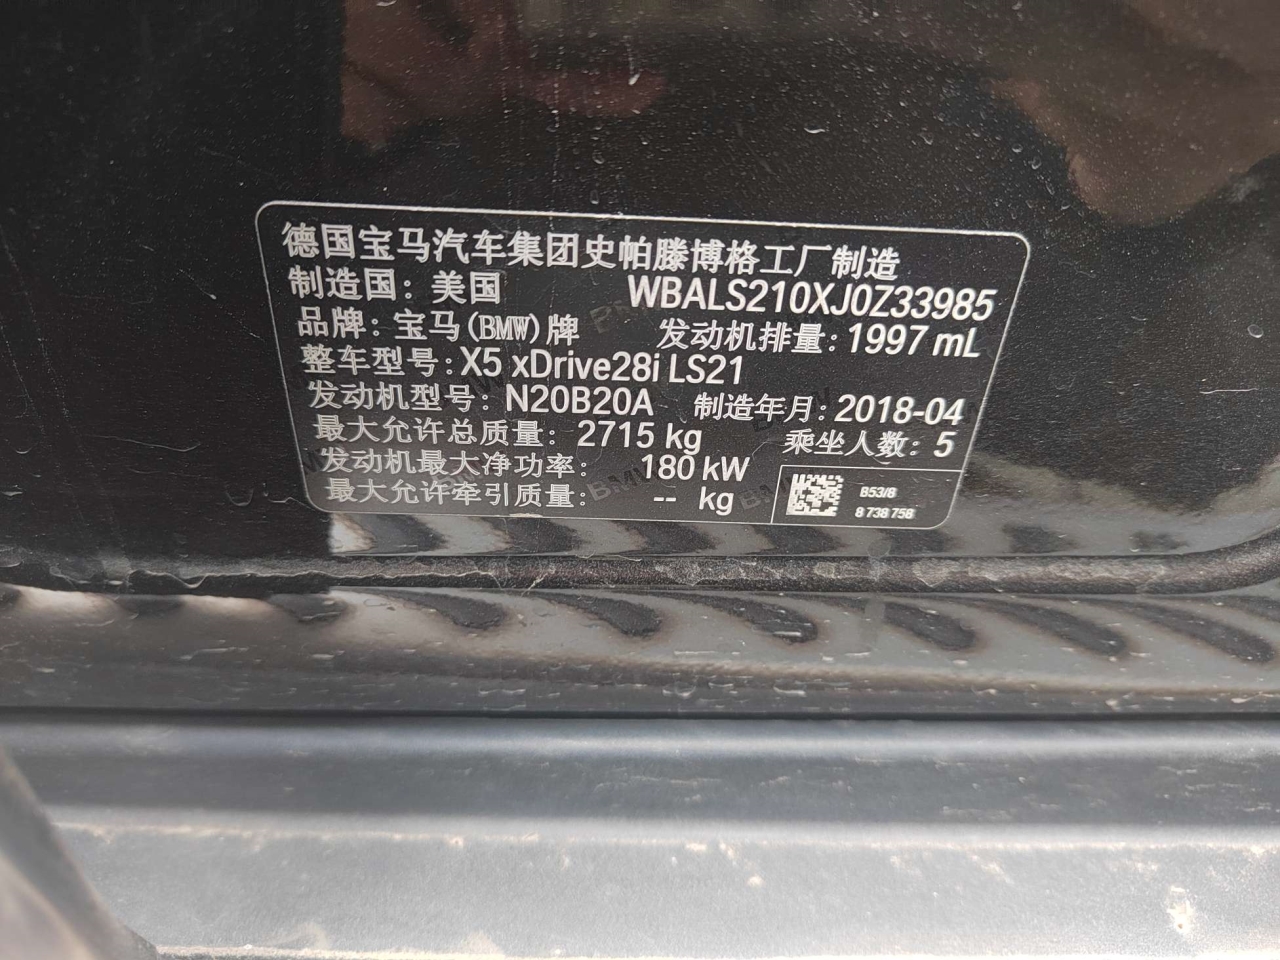 德国宝马汽车集团史帕滕博格工厂制造
制造国：美国 WBALS210XJ0Z33985
品牌：宝马(BMW)牌 发动机排量：1997 mL
整车型号：X5 xDrive28i LS21
发动机型号：N20B20A 制造年月：2018-04
最大允许总质量：2715 kg 乘坐人数：5
发动机最大净功率：180 kW
最大允许牵引质量：-- kg
B53/8
8 738 758